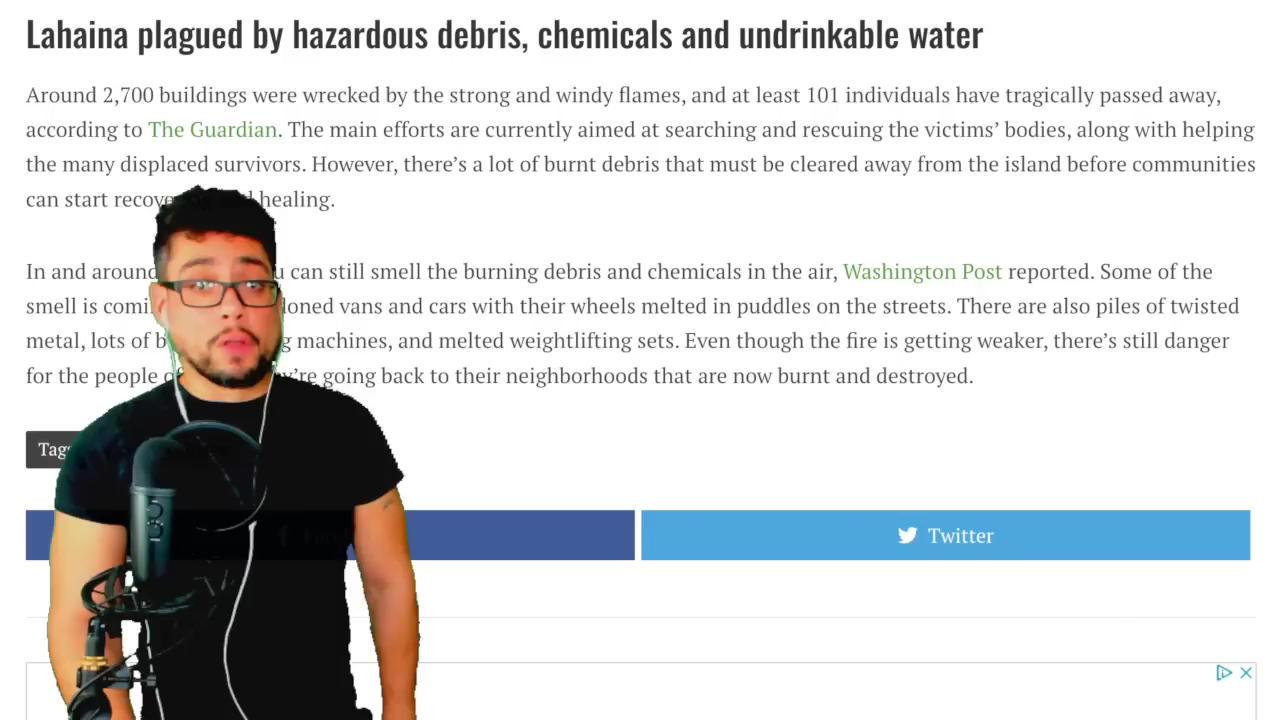 Lahaina plagued by hazardous debris, chemicals and undrinkable water
Around 2,700 buildings were wrecked by the strong and windy flames, and at least 101 individuals have tragically passed away,
according to The Guardian. The main efforts are currently aimed at searching and rescuing the victims’ bodies, along with helping
the many displaced survivors. However, there’s a lot of burnt debris that must be cleared away from the island before communities
can start healing.
In and around can still smell the burning debris and chemicals in the air, Washington Post reported. Some of the
smell is vans and cars with their wheels melted in puddles on the streets. There are also piles of twisted
metal, lots of machines, and melted weightlifting sets. Even though the fire is getting weaker, there’s still danger
for the people going back to their neighborhoods that are now burnt and destroyed.
Twitter